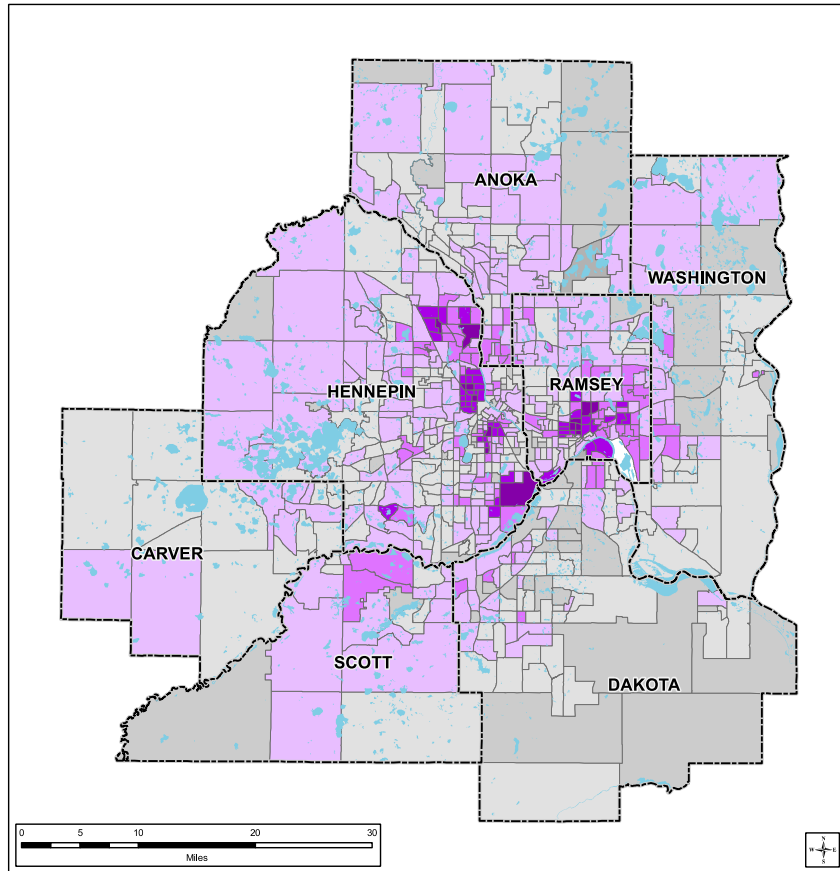 ANOKA
WASHINGTON
HENNEPIN
RAMSEY
CARVER
SCOTT
DAKOTA
0 5 10 20 30
Miles
N
W E
S